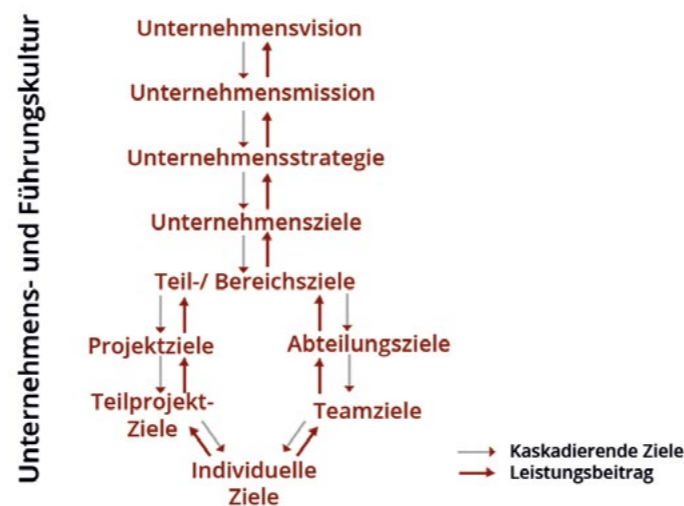 Unternehmens- und Führungskultur
Unternehmensvision
Unternehmensmission
Unternehmensstrategie
Unternehmensziele
Teil-/ Bereichsziele
Projektziele
Abteilungsziele
Teilprojekt-
Ziele
Teamziele
Individuelle
Ziele
Kaskadierende Ziele
Leistungsbeitrag